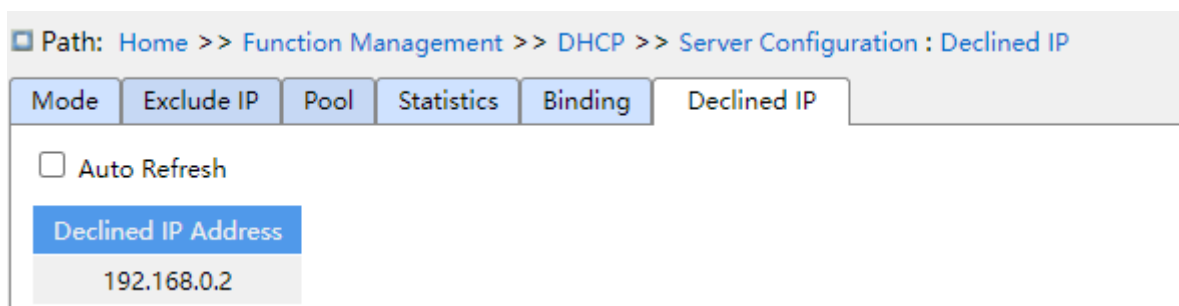 Path: Home >> Function Management >> DHCP >> Server Configuration : Declined IP
Mode Exclude IP Pool Statistics Binding Declined IP
Auto Refresh
Declined IP Address
192.168.0.2